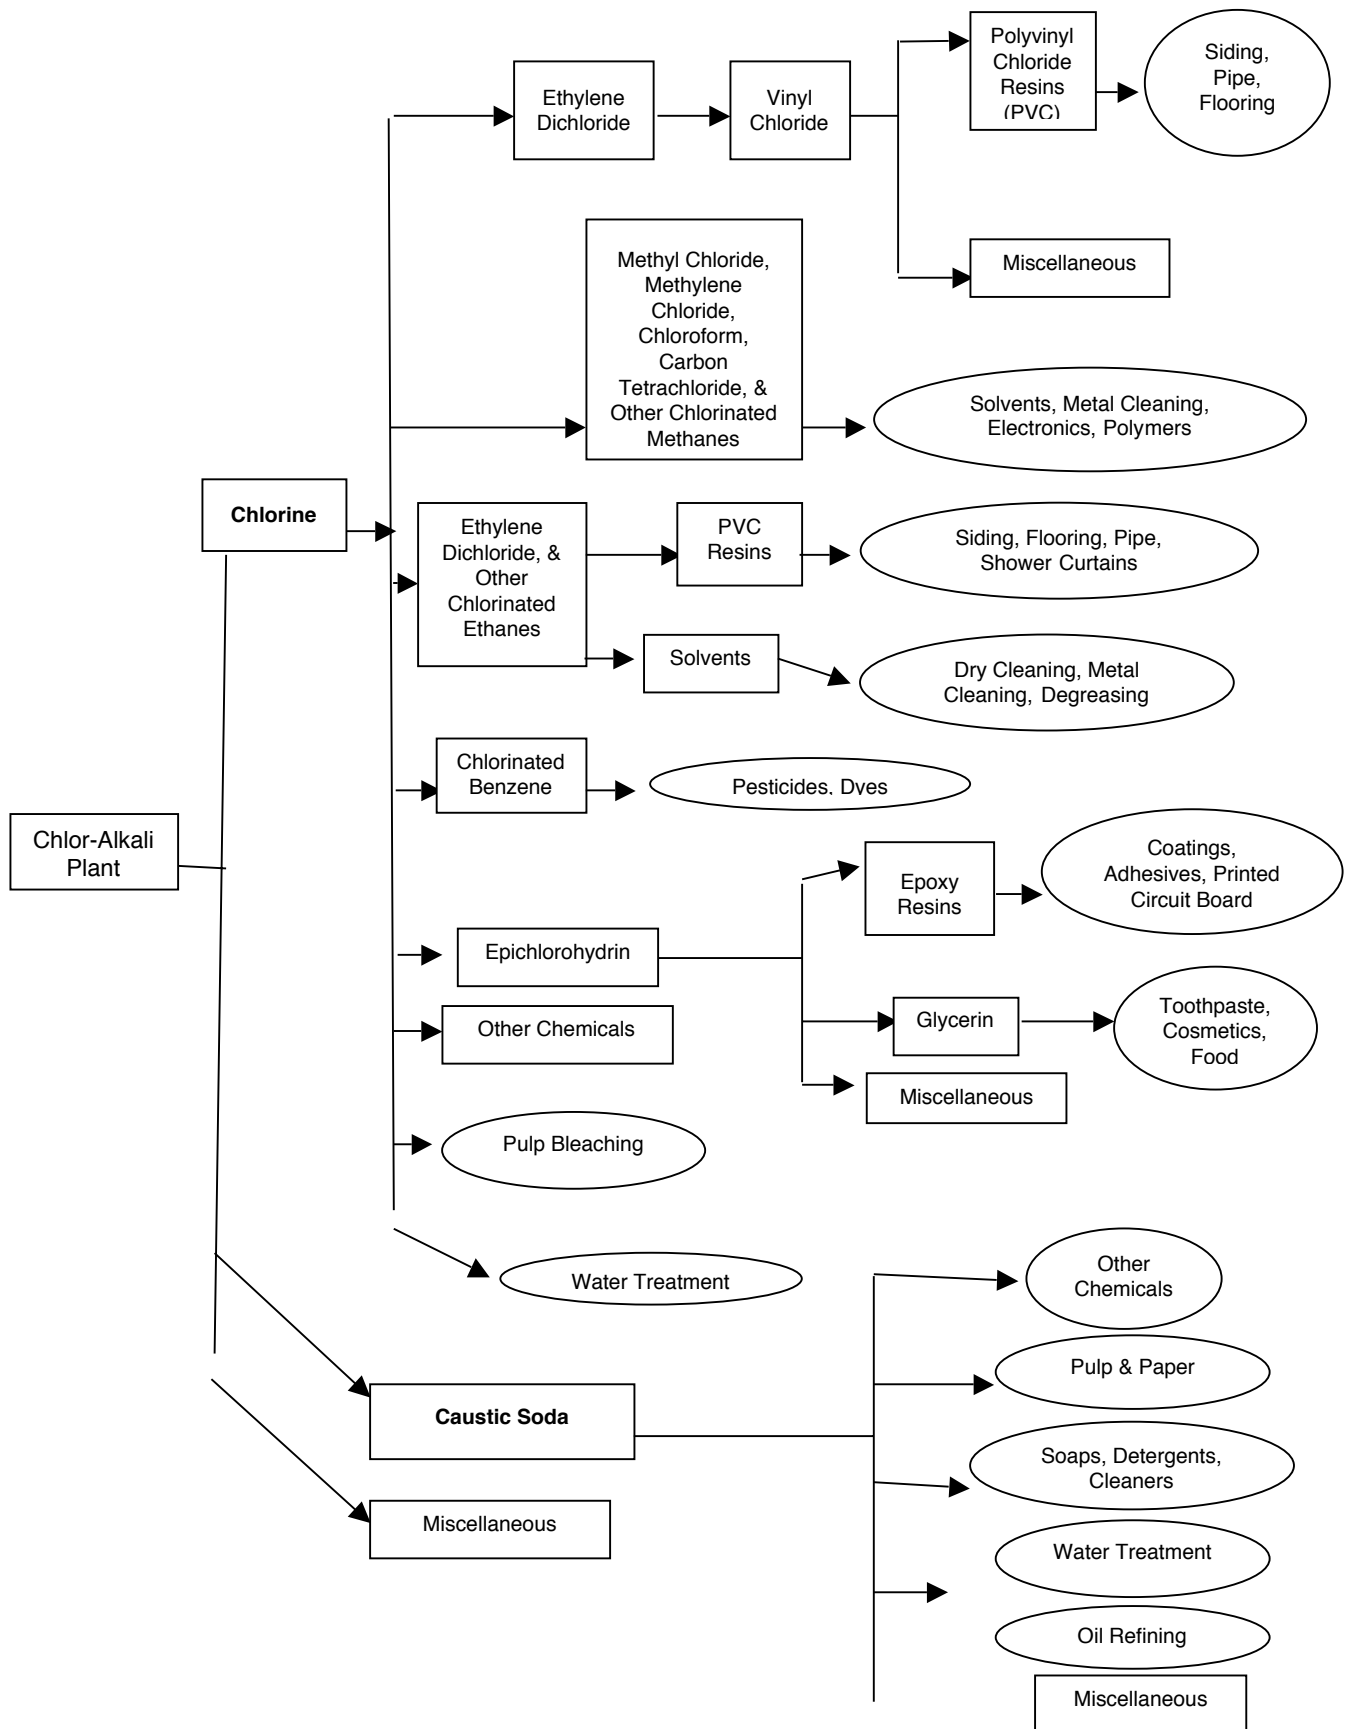 Polyvinyl
Chloride
Resins
(PVC)
Siding,
Pipe,
Flooring
Ethylene
Dichloride
Vinyl
Chloride
Miscellaneous
Methyl Chloride,
Methylene
Chloride,
Chloroform,
Carbon
Tetrachloride, &
Other Chlorinated
Methanes
Solvents, Metal Cleaning,
Electronics, Polymers
Chlorine
Ethylene
Dichloride, &
Other
Chlorinated
Ethanes
PVC
Resins
Siding, Flooring, Pipe,
Shower Curtains
Solvents
Dry Cleaning, Metal
Cleaning, Degreasing
Chlorinated
Benzene
Pesticides, Dyes
Chlor-Alkali
Plant
Epoxy
Resins
Coatings,
Adhesives, Printed
Circuit Board
Epichlorohydrin
Glycerin
Toothpaste,
Cosmetics,
Food
Other Chemicals
Miscellaneous
Pulp Bleaching
Water Treatment
Other
Chemicals
Pulp & Paper
Caustic Soda
Soaps, Detergents,
Cleaners
Miscellaneous
Water Treatment
Oil Refining
Miscellaneous